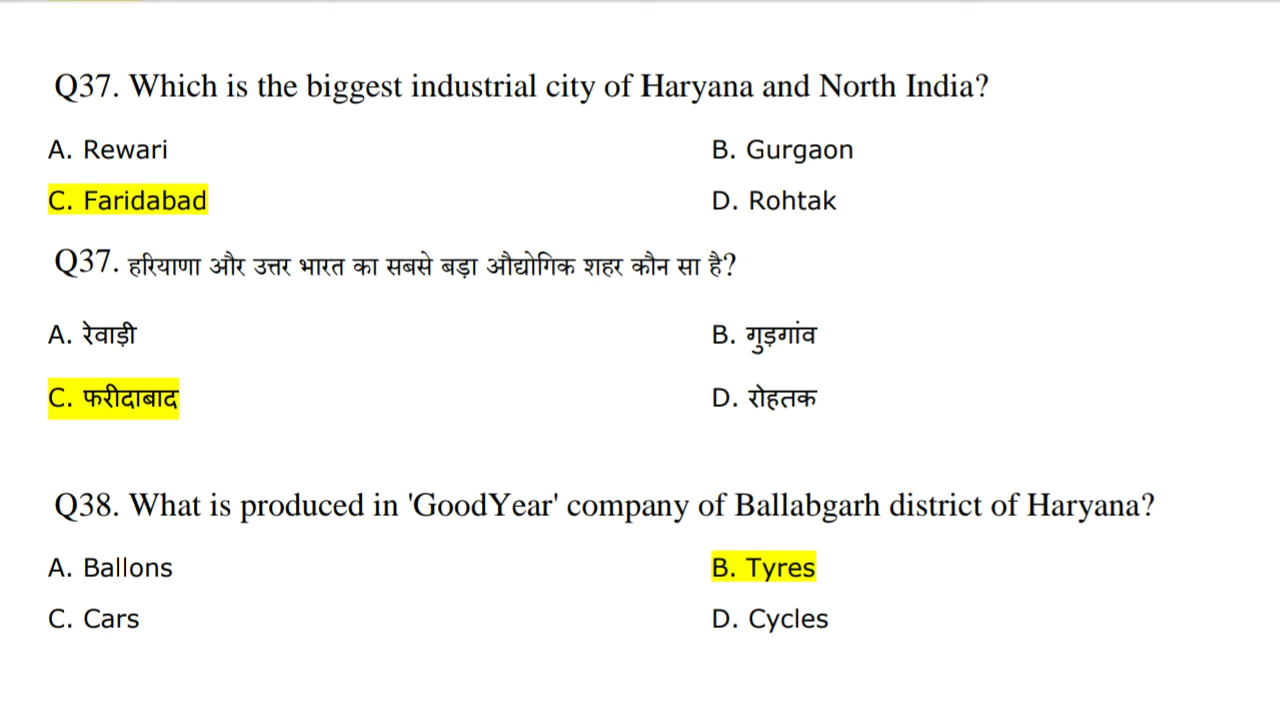 Q37. Which is the biggest industrial city of Haryana and North India?
A. Rewari B. Gurgaon
C. Faridabad D. Rohtak
Q37. हरियाणा और उत्तर भारत का सबसे बड़ा औद्योगिक शहर कौन सा है?
A. रेवाड़ी B. गुड़गांव
C. फरीदाबाद D. रोहतक
Q38. What is produced in 'GoodYear' company of Ballabgarh district of Haryana?
A. Ballons B. Tyres
C. Cars D. Cycles